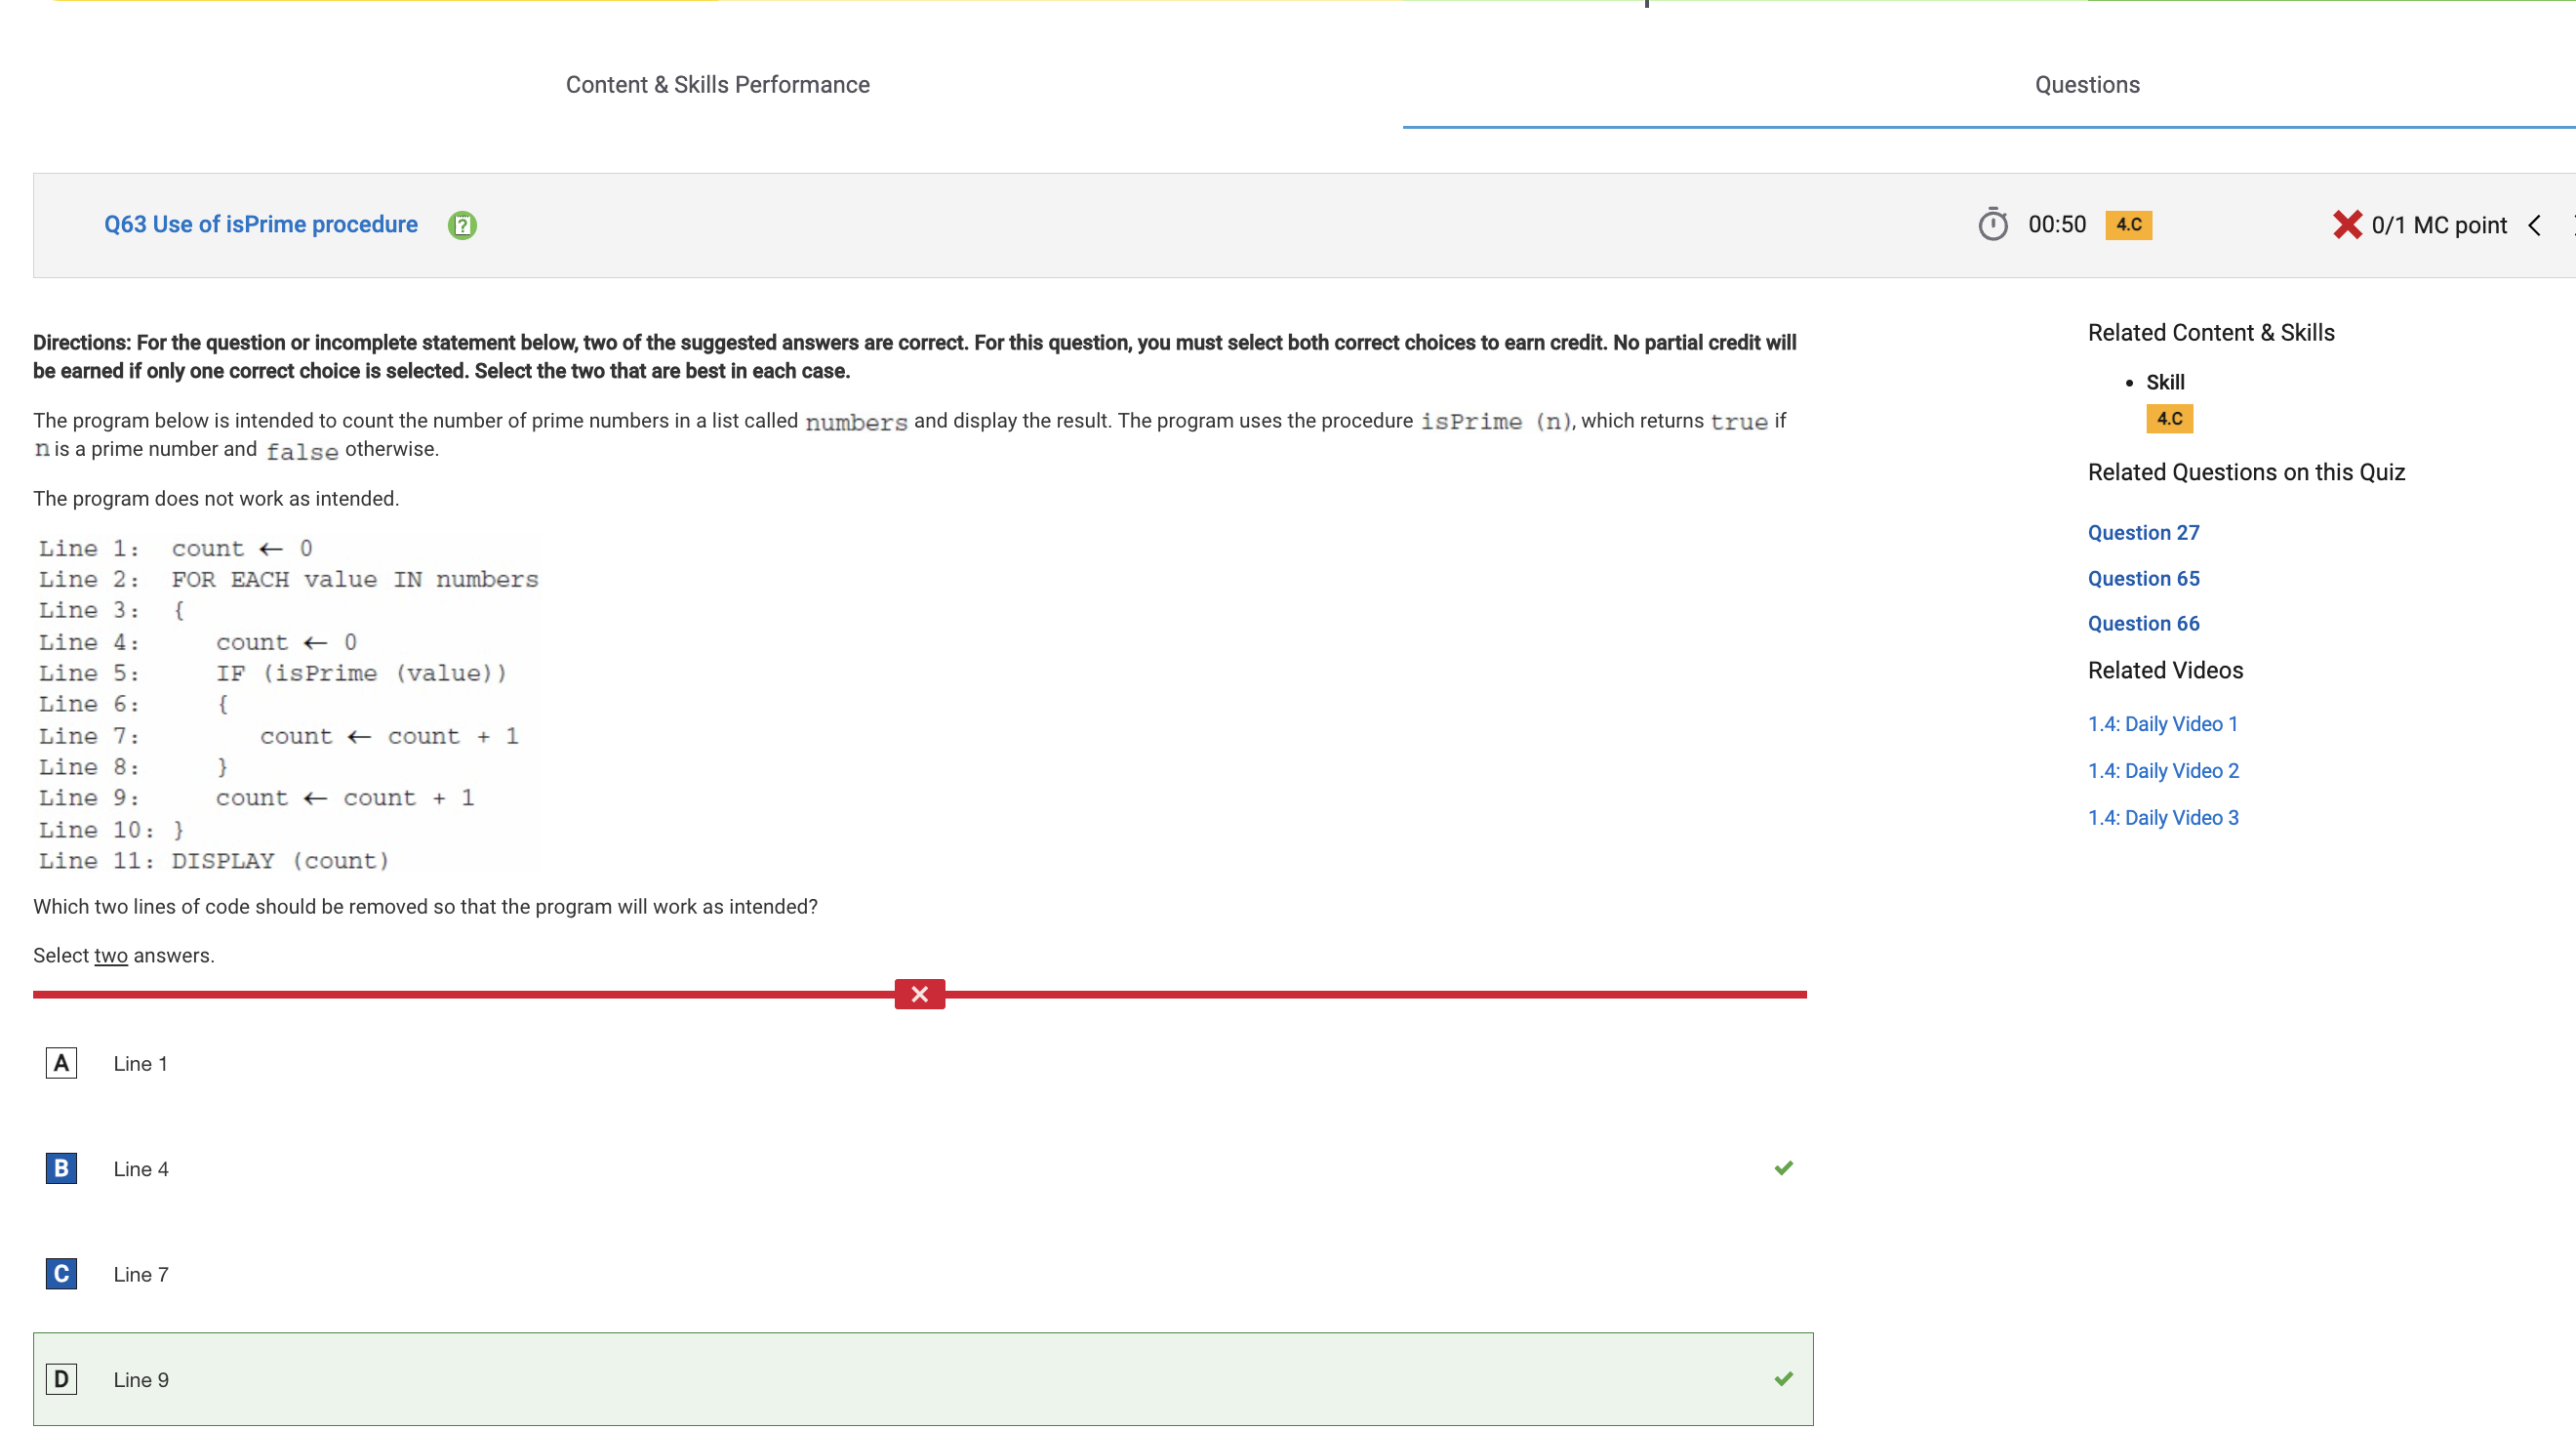 Content & Skills Performance
Questions
Q63 Use of isPrime procedure
?
00:50
4.C
0/1 MC point
Directions: For the question or incomplete statement below, two of the suggested answers are correct. For this question, you must select both correct choices to earn credit. No partial credit will
be earned if only one correct choice is selected. Select the two that are best in each case.
The program below is intended to count the number of prime numbers in a list called numbers and display the result. The program uses the procedure isPrime (n), which returns true if
n is a prime number and false otherwise.
The program does not work as intended.
Line 1: count ← 0
Line 2: FOR EACH value IN numbers
Line 3: {
Line 4: count ← 0
Line 5: IF (isPrime (value))
Line 6: {
Line 7: count ← count + 1
Line 8: }
Line 9: count ← count + 1
Line 10: }
Line 11: DISPLAY (count)
Which two lines of code should be removed so that the program will work as intended?
Select two answers.
A Line 1
B Line 4
C Line 7
D Line 9
Related Content & Skills
• Skill
4.C
Related Questions on this Quiz
Question 27
Question 65
Question 66
Related Videos
1.4: Daily Video 1
1.4: Daily Video 2
1.4: Daily Video 3